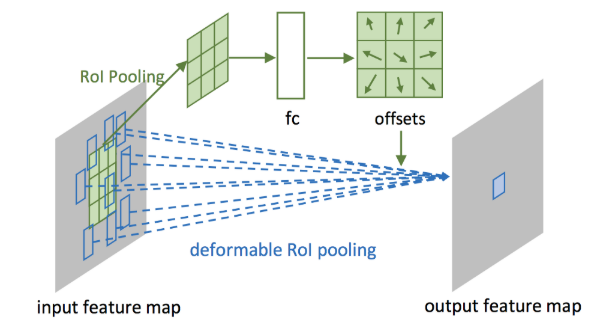 RoI Pooling
fc
offsets
deformable RoI pooling
input feature map
output feature map